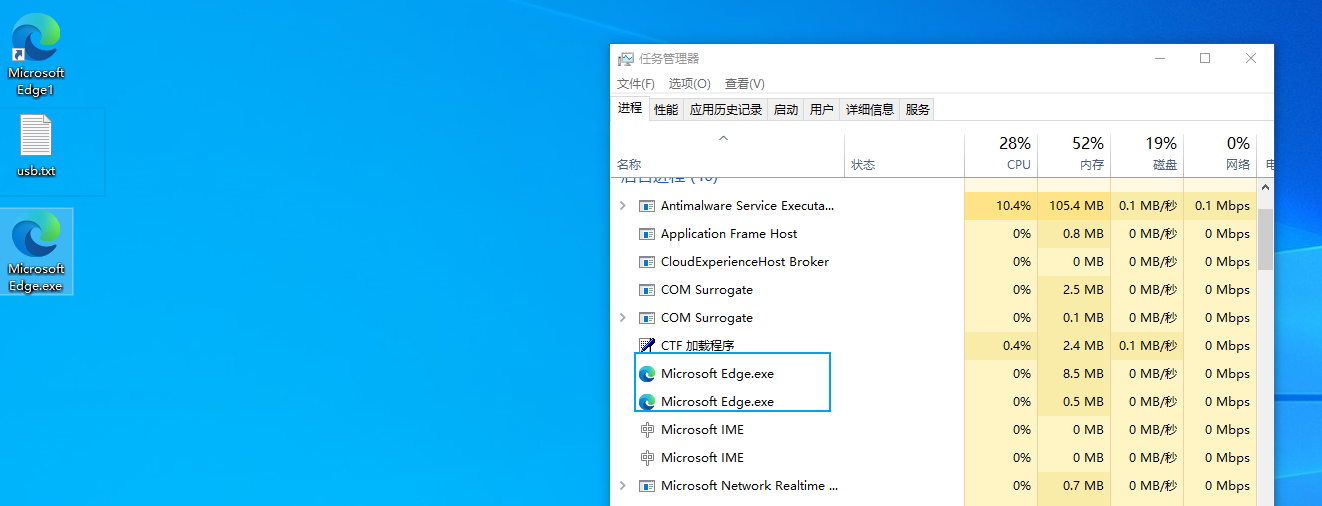 Microsoft
Edge1
usb.txt
Microsoft
Edge.exe
任务管理器
文件(F) 选项(O) 查看(V)
进程 性能 应用历史记录 启动 用户 详细信息 服务
28% 52% 19% 0%
名称 状态 CPU 内存 磁盘 网络 电
Antimalware Service Executa... 10.4% 105.4 MB 0.1 MB/秒 0.1 Mbps
Application Frame Host 0% 0.8 MB 0 MB/秒 0 Mbps
CloudExperienceHost Broker 0% 0 MB 0 MB/秒 0 Mbps
COM Surrogate 0% 2.5 MB 0 MB/秒 0 Mbps
COM Surrogate 0% 0.1 MB 0 MB/秒 0 Mbps
CTF 加载程序 0.4% 2.4 MB 0.1 MB/秒 0 Mbps
Microsoft Edge.exe 0% 8.5 MB 0 MB/秒 0 Mbps
Microsoft Edge.exe 0% 0.5 MB 0 MB/秒 0 Mbps
Microsoft IME 0% 0 MB 0 MB/秒 0 Mbps
Microsoft IME 0% 0 MB 0 MB/秒 0 Mbps
Microsoft Network Realtime ... 0% 0.7 MB 0 MB/秒 0 Mbps